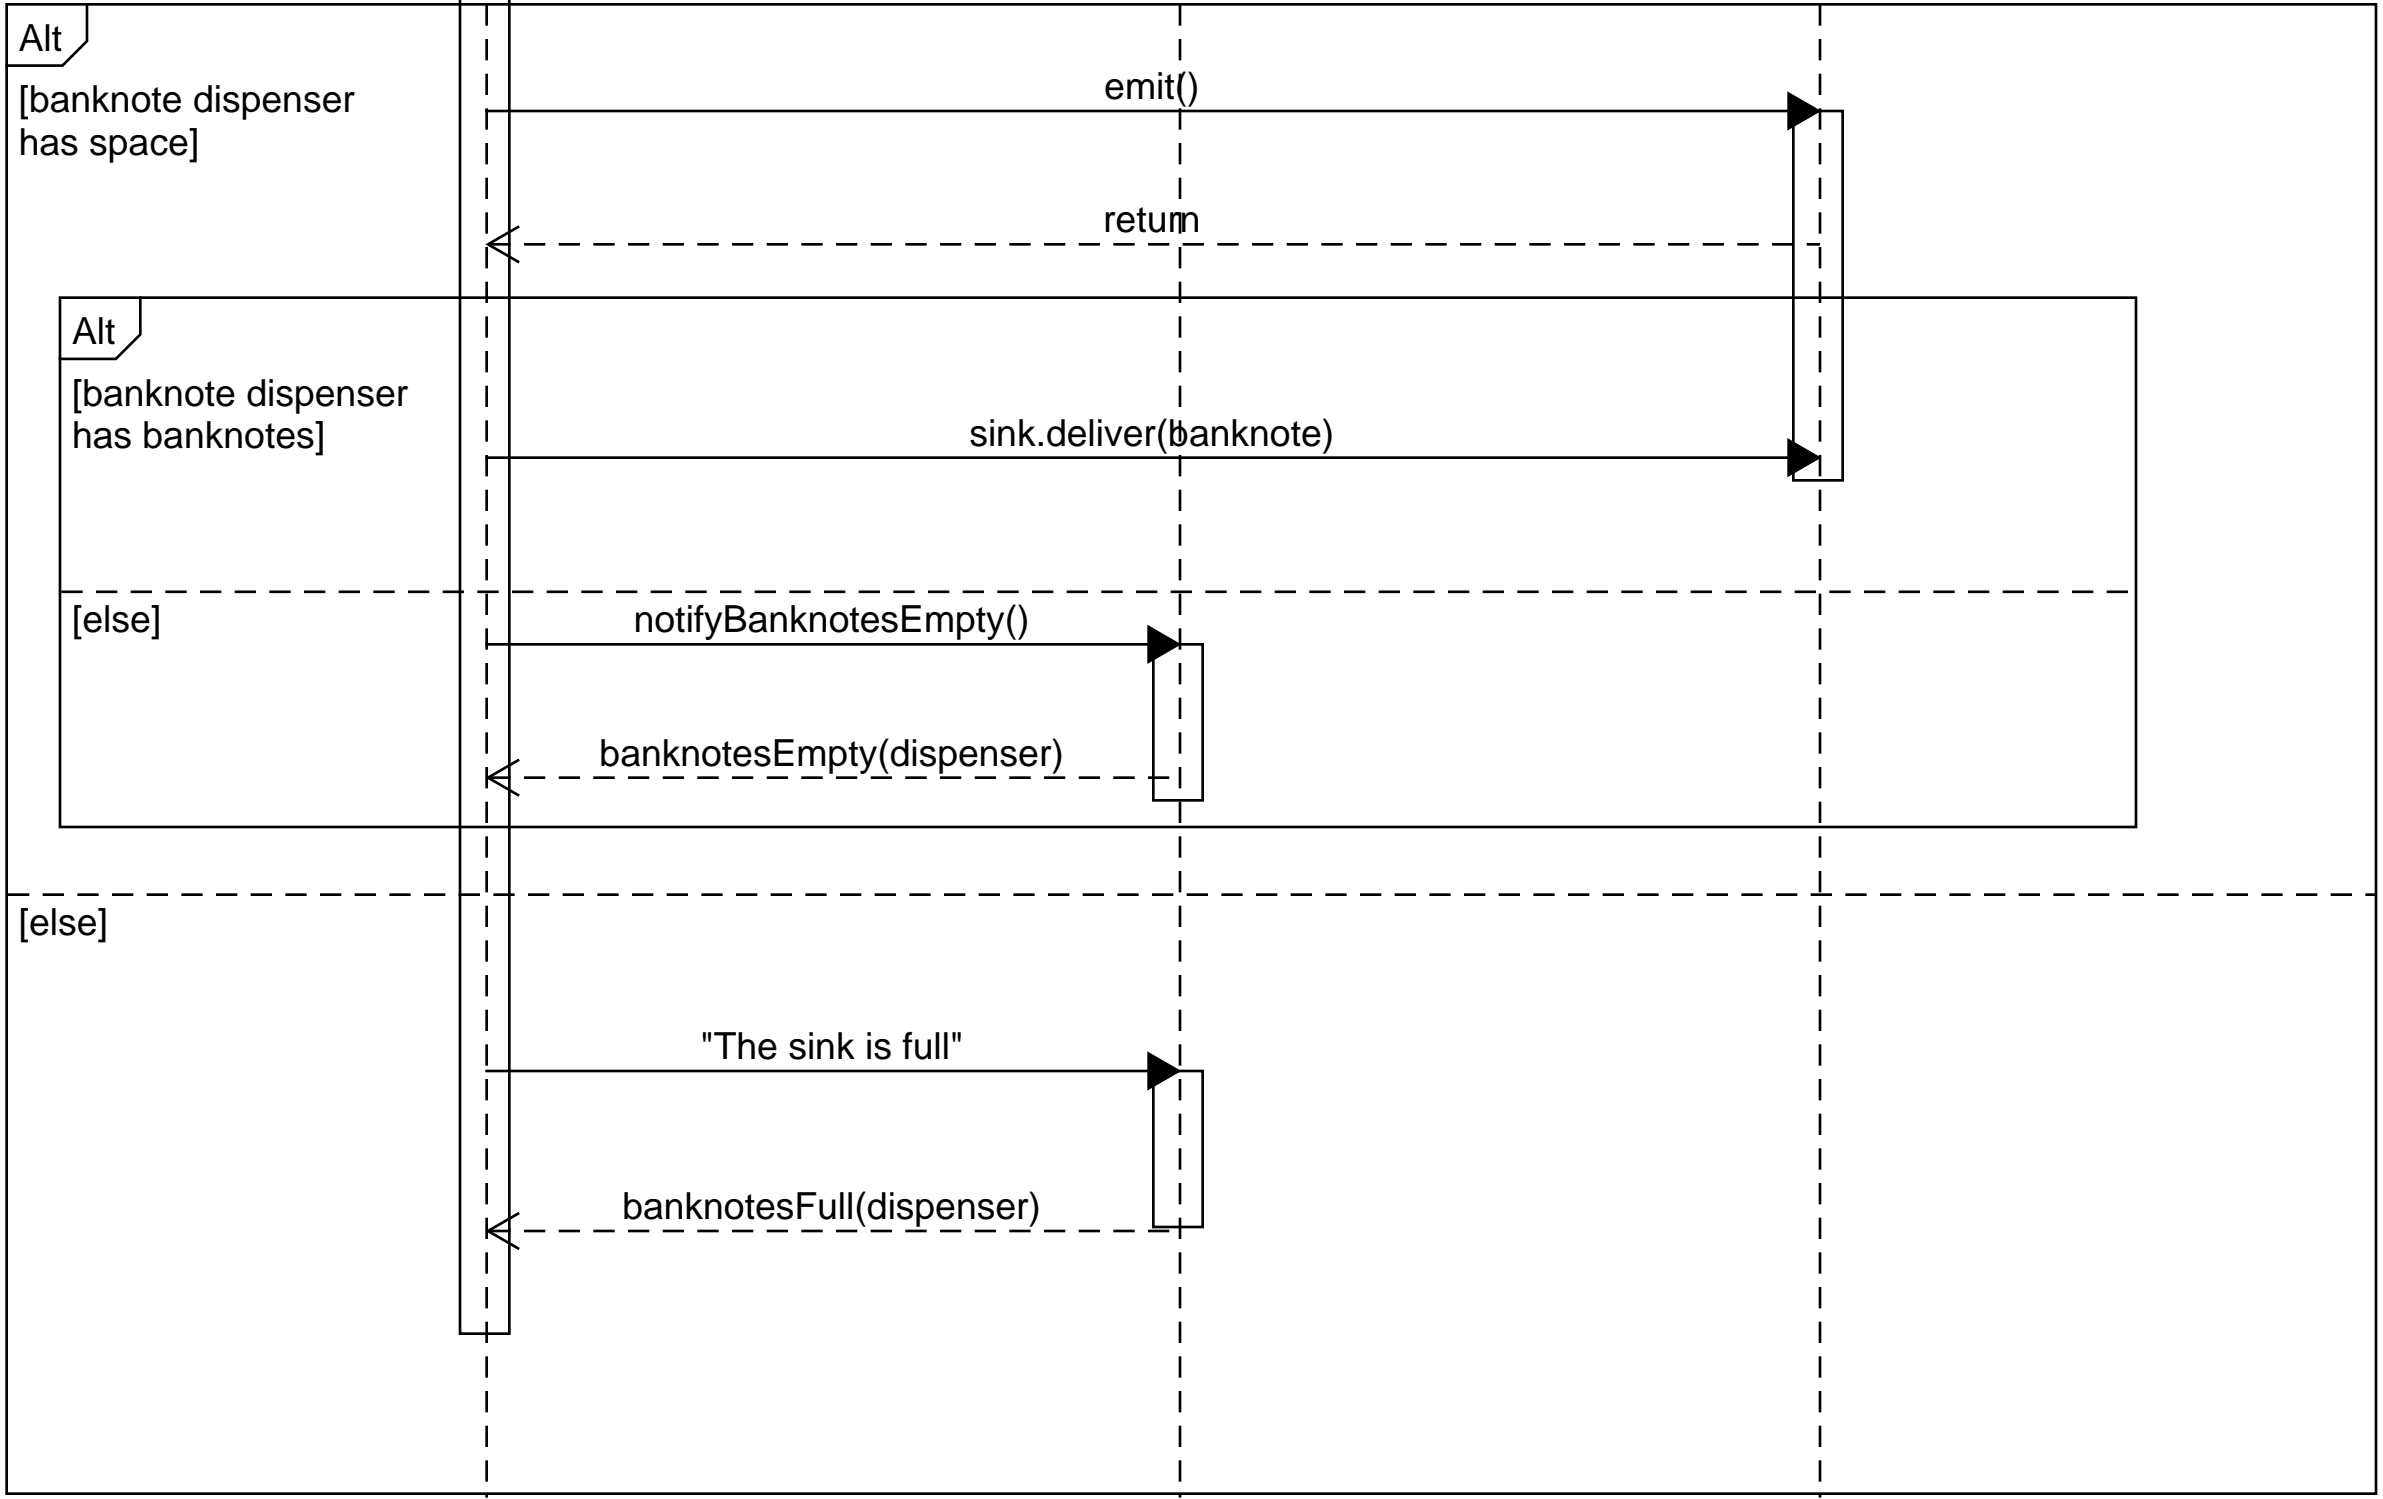 Alt
[banknote dispenser
has space]
emit()
return
Alt
[banknote dispenser
has banknotes]
sink.deliver(banknote)
[else]
notifyBanknotesEmpty()
banknotesEmpty(dispenser)
[else]
"The sink is full"
banknotesFull(dispenser)